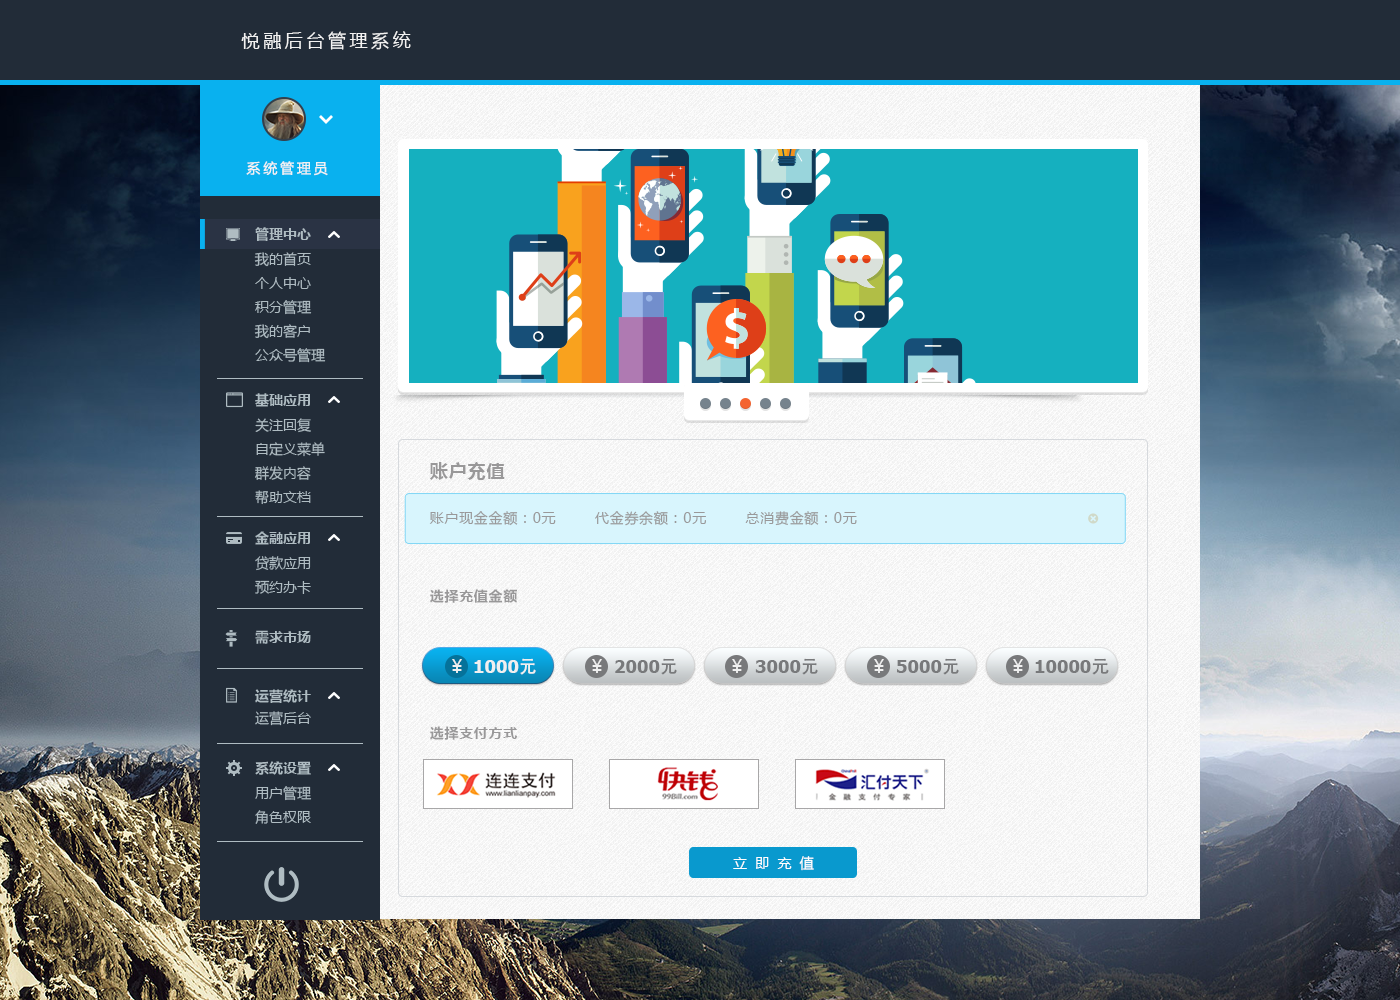 悦融后台管理系统
系统管理员
管理中心
我的首页
个人中心
积分管理
我的客户
公众号管理
基础应用
关注回复
自定义菜单
群发内容
帮助文档
金融应用
贷款应用
预约办卡
需求市场
运营统计
运营后台
系统设置
用户管理
角色权限
$
账户充值
账户现金金额：0元 代金券余额：0元 总消费金额：0元
选择充值金额
¥ 1000元 ¥ 2000元 ¥ 3000元 ¥ 5000元 ¥ 10000元
选择支付方式
连连支付
www.lianlianpay.com
快钱
99Bill.com
汇付天下
金融支付专家
立即充值